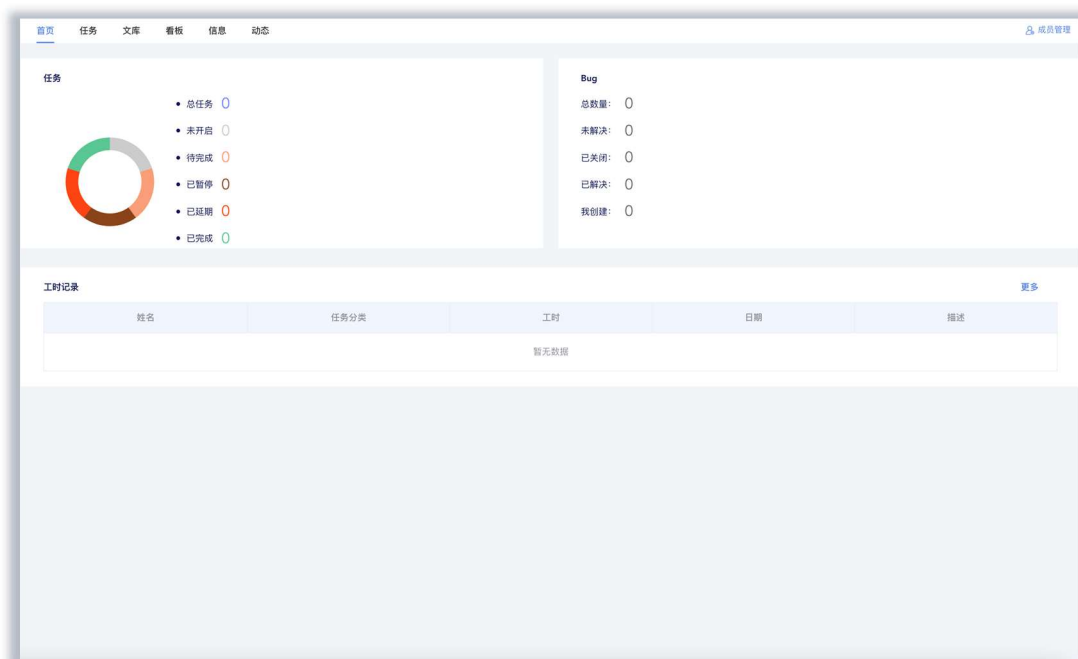 首页 任务 文库 看板 信息 动态 成员管理
任务
总任务 0
未开启 0
待完成 0
已暂停 0
已延期 0
已完成 0
Bug
总数量： 0
未解决： 0
已关闭： 0
已解决： 0
我创建： 0
工时记录 更多
姓名 任务分类 工时 日期 描述
暂无数据